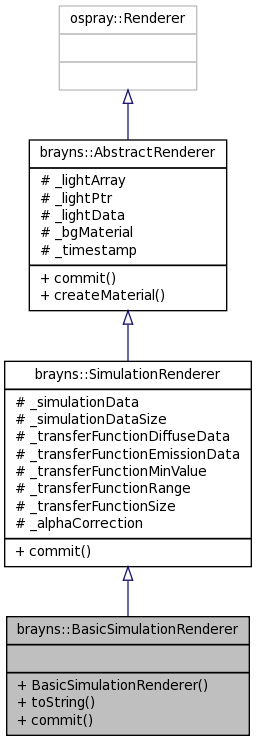 ospray::Renderer
brayns::AbstractRenderer
# _lightArray
# _lightPtr
# _lightData
# _bgMaterial
# _timestamp
+ commit()
+ createMaterial()
brayns::SimulationRenderer
# _simulationData
# _simulationDataSize
# _transferFunctionDiffuseData
# _transferFunctionEmissionData
# _transferFunctionMinValue
# _transferFunctionRange
# _transferFunctionSize
# _alphaCorrection
+ commit()
brayns::BasicSimulationRenderer
+ BasicSimulationRenderer()
+ toString()
+ commit()